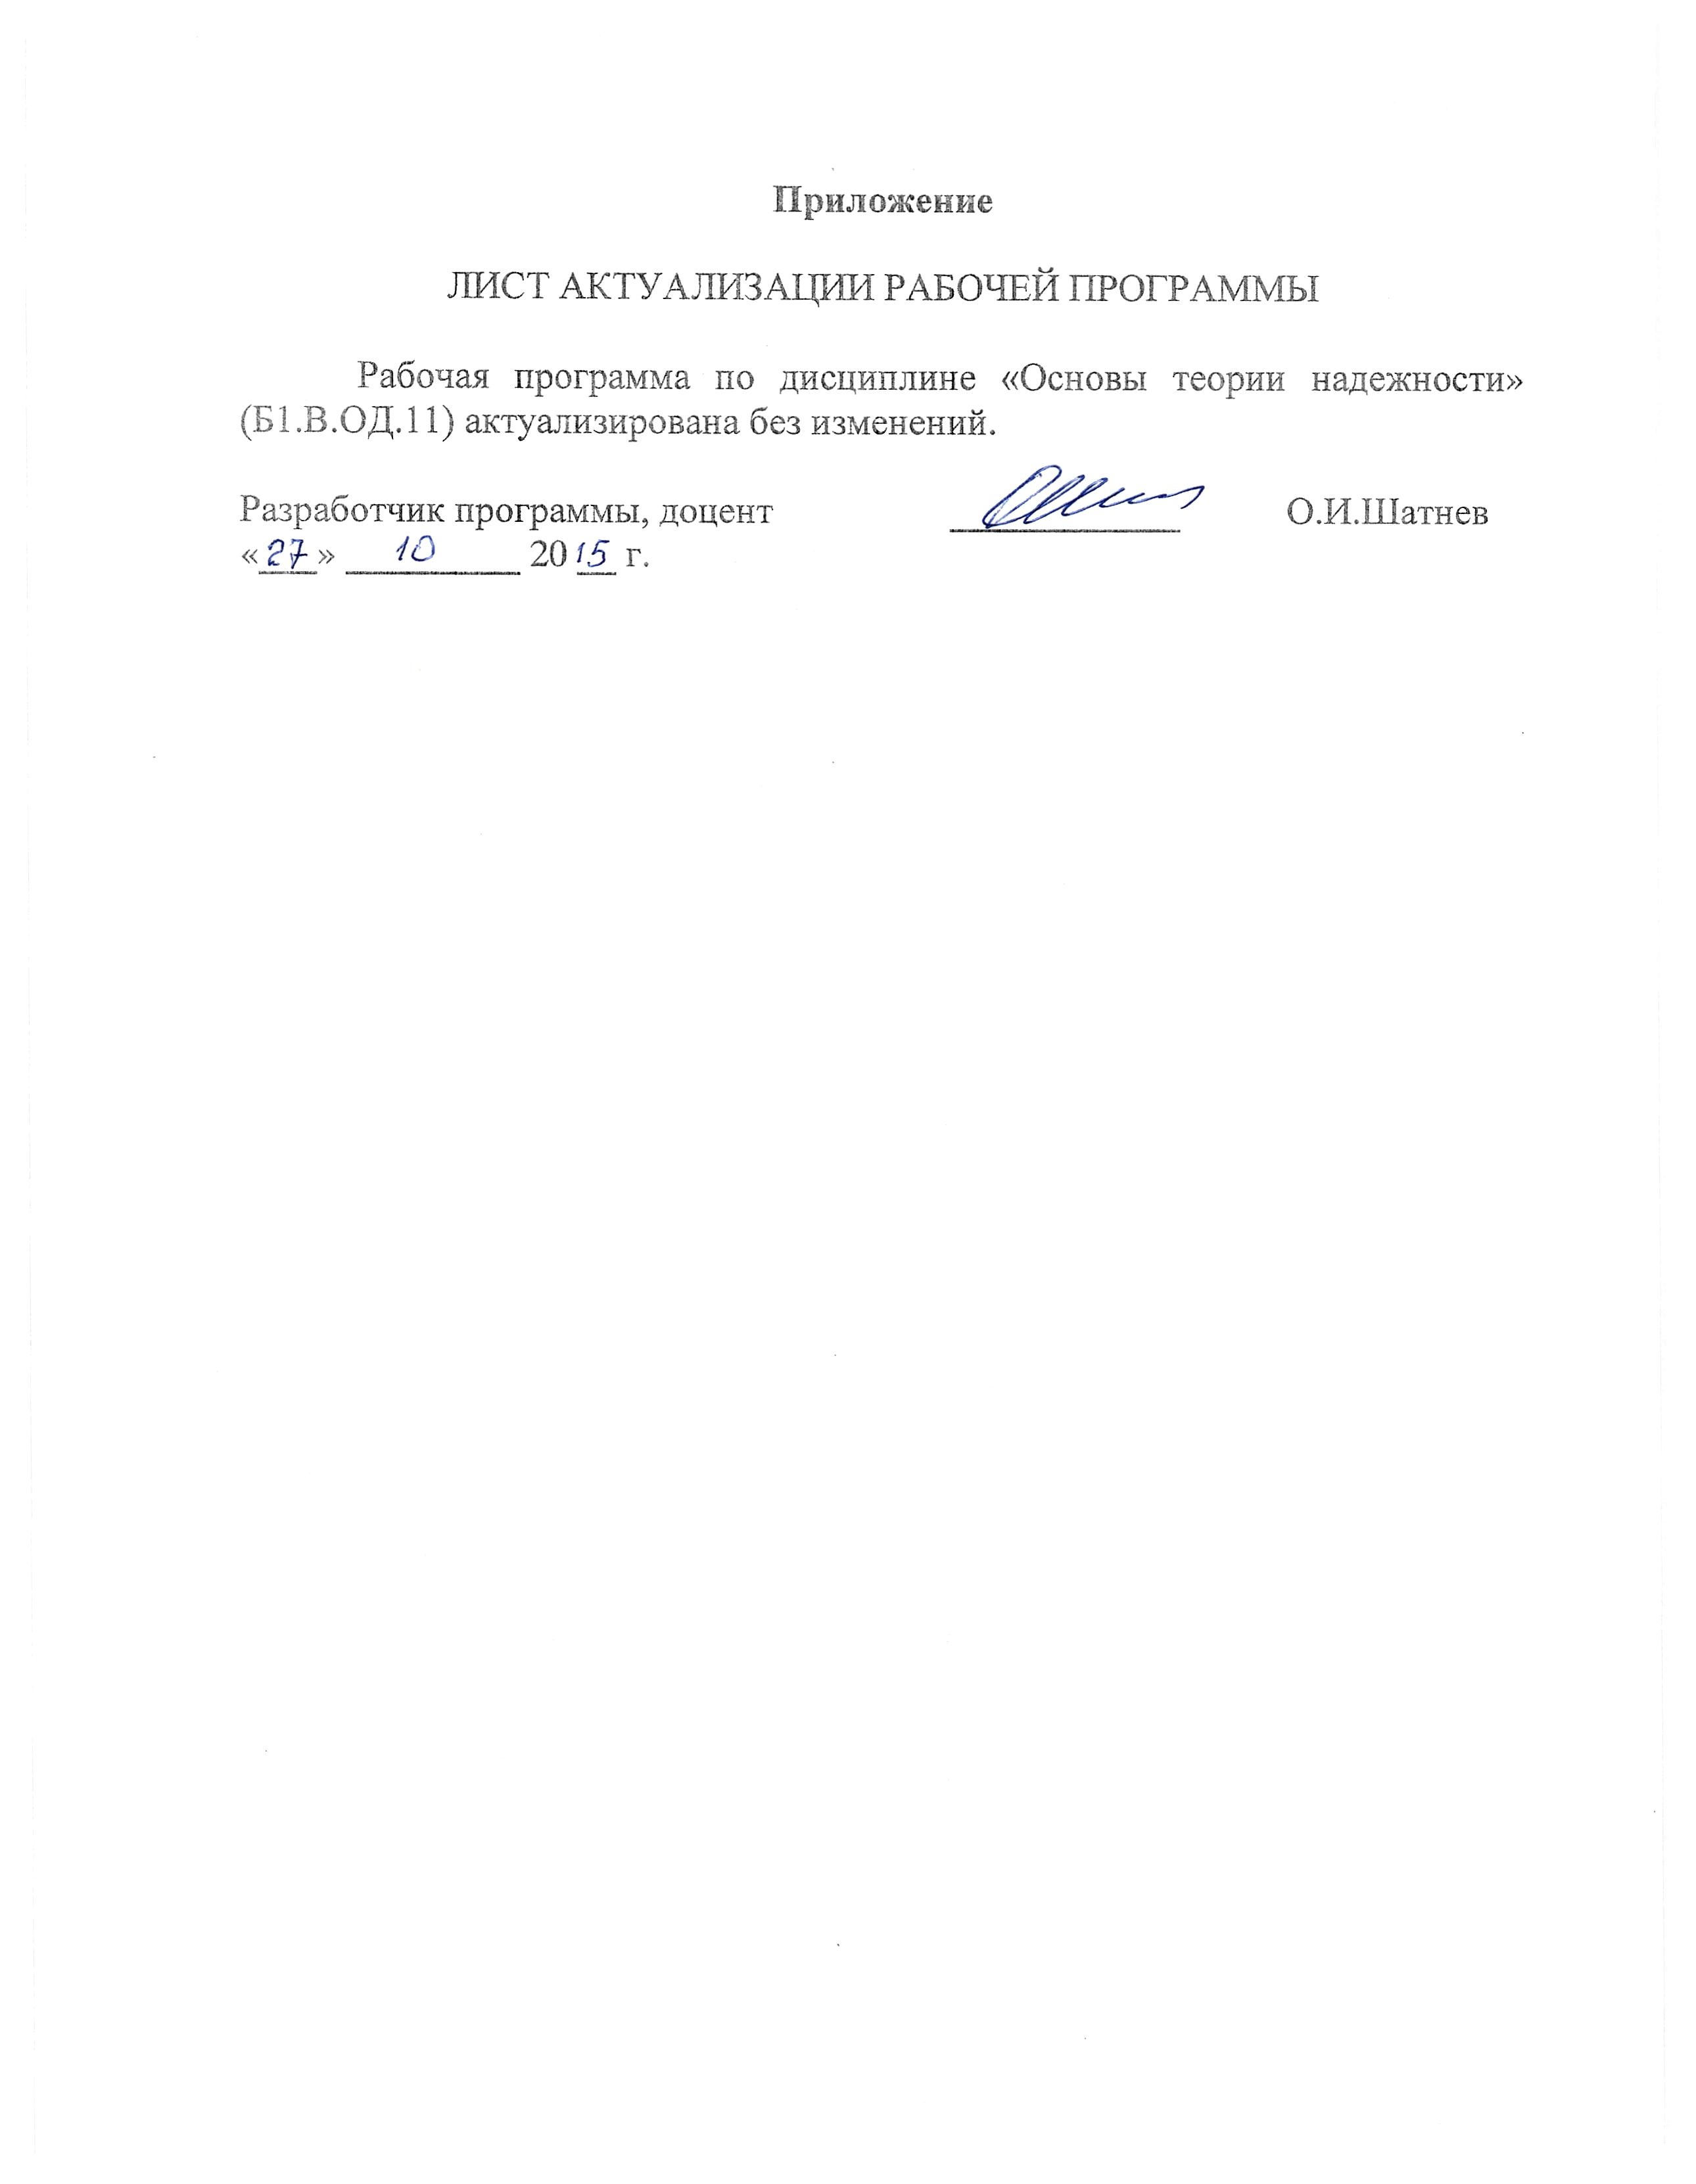 Приложение
ЛИСТ АКТУАЛИЗАЦИИ РАБОЧЕЙ ПРОГРАММЫ
Рабочая программа по дисциплине «Основы теории надежности»
(Б1.В.ОД.11) актуализирована без изменений.
Разработчик программы, доцент О.И.Шатнев
«27» 10 2015 г.